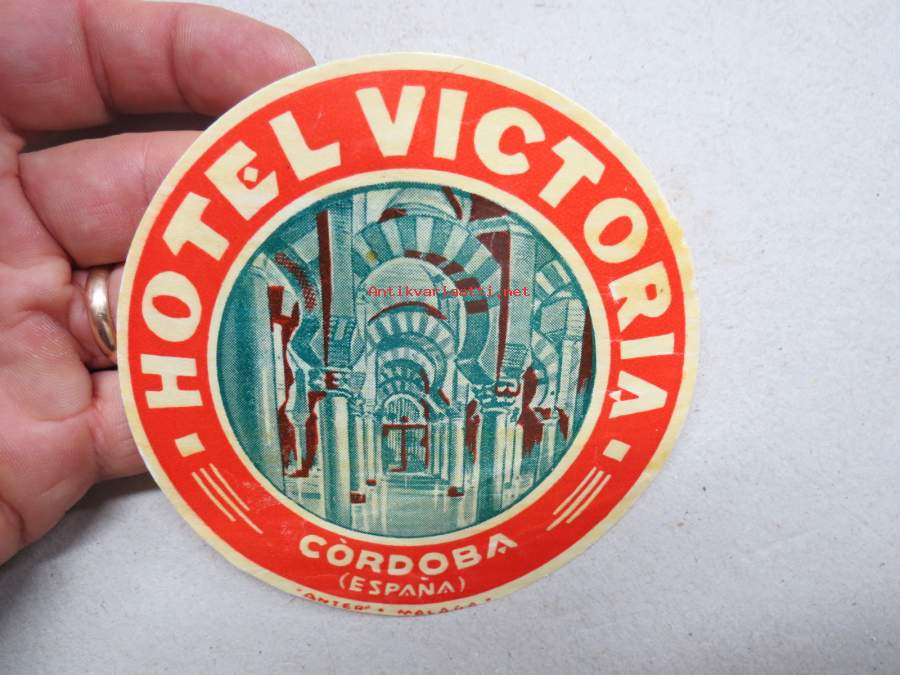 HOTEL VICTORIA
Antikvariaatti.net
CÒRDOBA
(ESPAÑA)
"ANTER" • MALAGA •